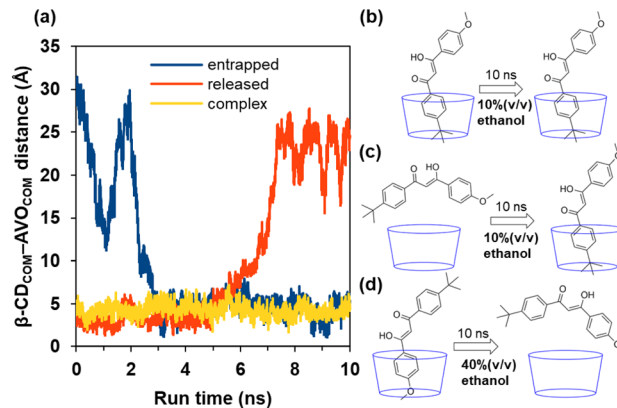 (a)
entrapped
released
complex
β-CDCOM–AVOCOM distance (Å)
35
30
25
20
15
10
5
0
0
2
4
6
8
10
Run time (ns)
(b)
O
HO
O
10 ns
10%(v/v)
ethanol
O
HO
O
(c)
O
HO
O
10 ns
10%(v/v)
ethanol
O
HO
O
(d)
O
HO
O
10 ns
40%(v/v)
ethanol
O
HO
O